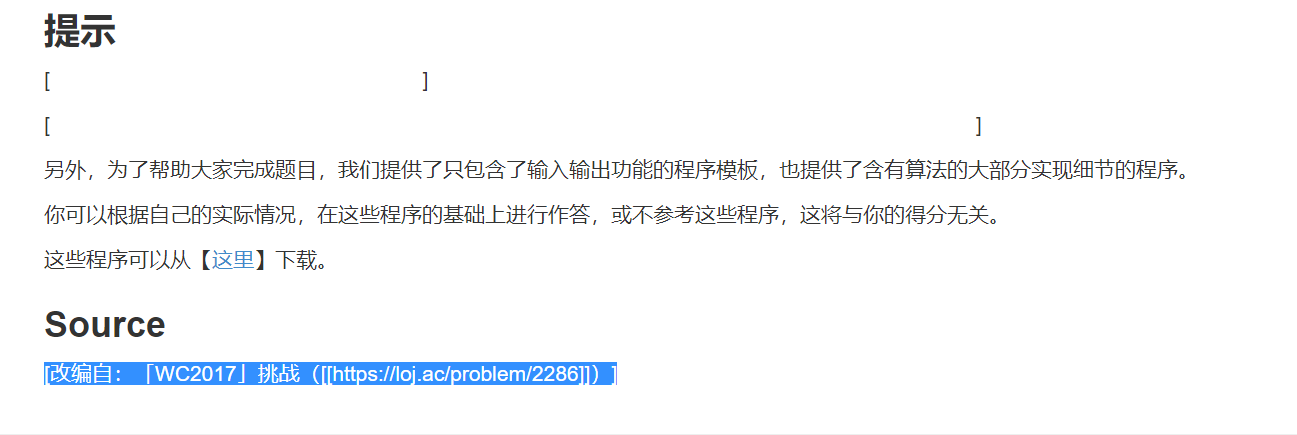 提示
[ ]
[ ]
另外，为了帮助大家完成题目，我们提供了只包含了输入输出功能的程序模板，也提供了含有算法的大部分实现细节的程序。
你可以根据自己的实际情况，在这些程序的基础上进行作答，或不参考这些程序，这将与你的得分无关。
这些程序可以从【这里】下载。
Source
[改编自：「WC2017」挑战（[[https://loj.ac/problem/2286]]）]